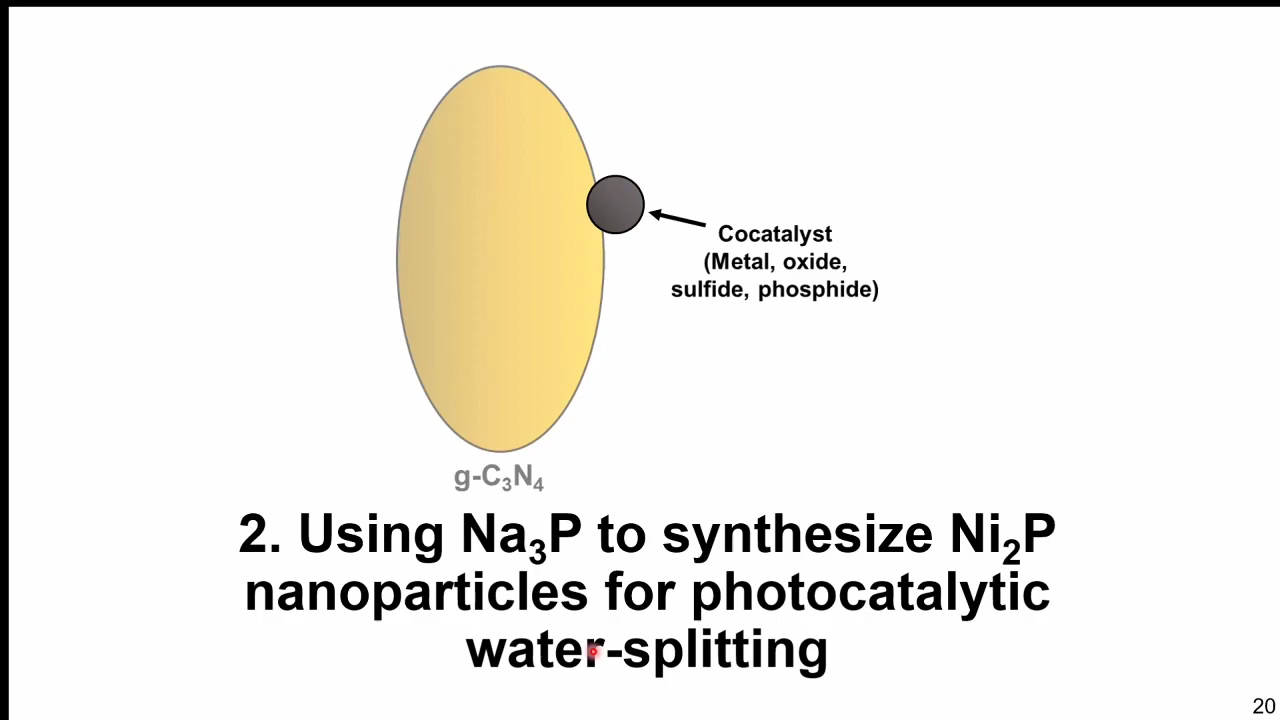 Cocatalyst
(Metal, oxide,
sulfide, phosphide)
g-C₃N₄
2. Using Na₃P to synthesize Ni₂P
nanoparticles for photocatalytic
water-splitting
20